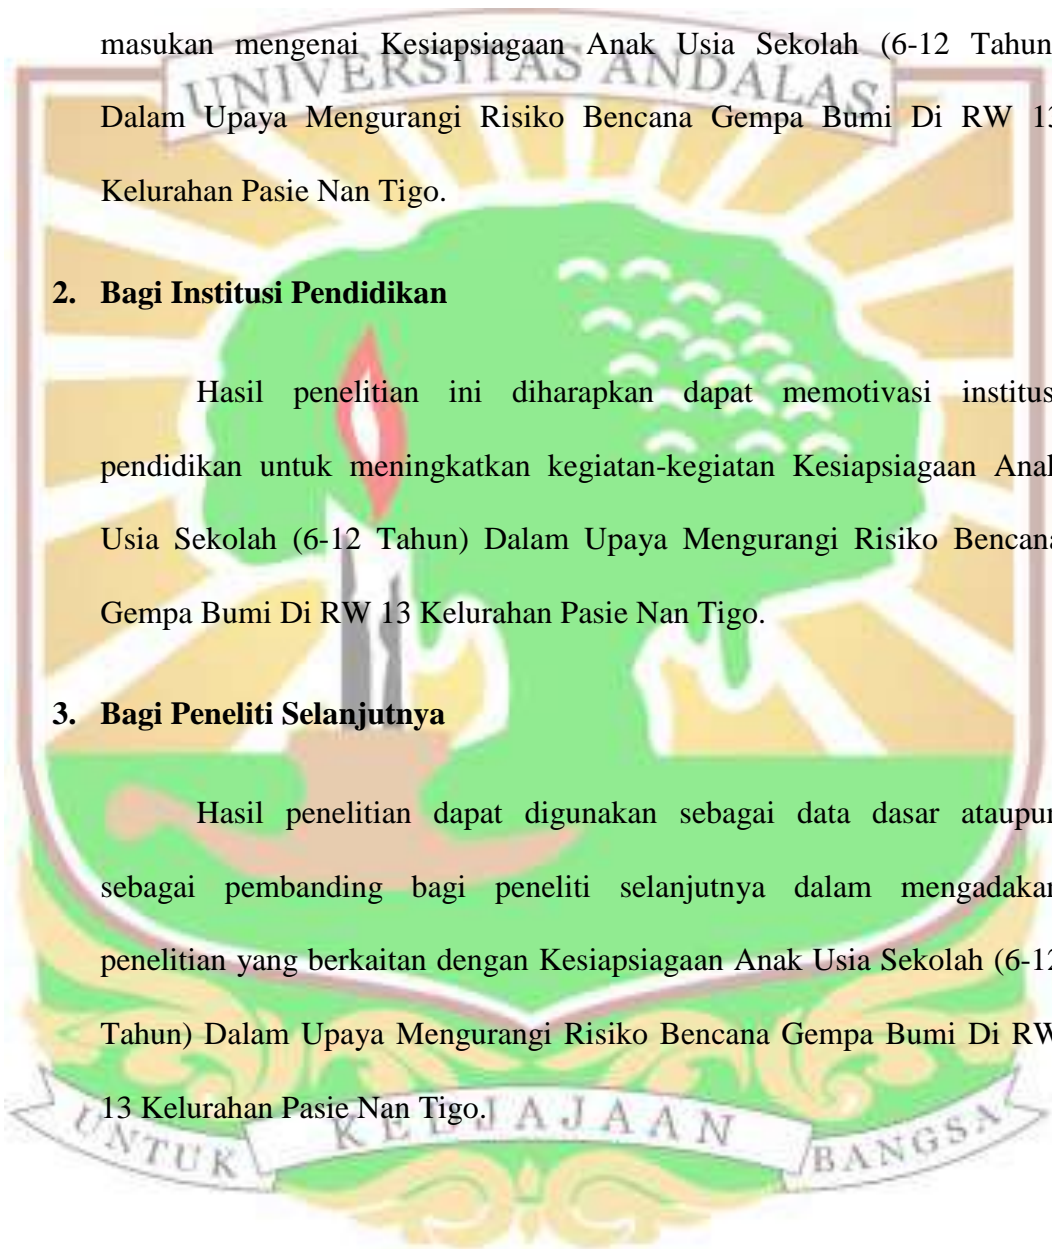 masukan mengenai Kesiapsiagaan Anak Usia Sekolah (6-12 Tahun
UNIVERSITAS ANDALAS
Dalam Upaya Mengurangi Risiko Bencana Gempa Bumi Di RW 13
Kelurahan Pasie Nan Tigo.
2. Bagi Institusi Pendidikan
Hasil penelitian ini diharapkan dapat memotivasi institus
pendidikan untuk meningkatkan kegiatan-kegiatan Kesiapsiagaan Anak
Usia Sekolah (6-12 Tahun) Dalam Upaya Mengurangi Risiko Bencana
Gempa Bumi Di RW 13 Kelurahan Pasie Nan Tigo.
3. Bagi Peneliti Selanjutnya
Hasil penelitian dapat digunakan sebagai data dasar ataupun
sebagai pembanding bagi peneliti selanjutnya dalam mengadakan
penelitian yang berkaitan dengan Kesiapsiagaan Anak Usia Sekolah (6-12
Tahun) Dalam Upaya Mengurangi Risiko Bencana Gempa Bumi Di RW
13 Kelurahan Pasie Nan Tigo.
UNTUK KEDJAJAAN BANGSA